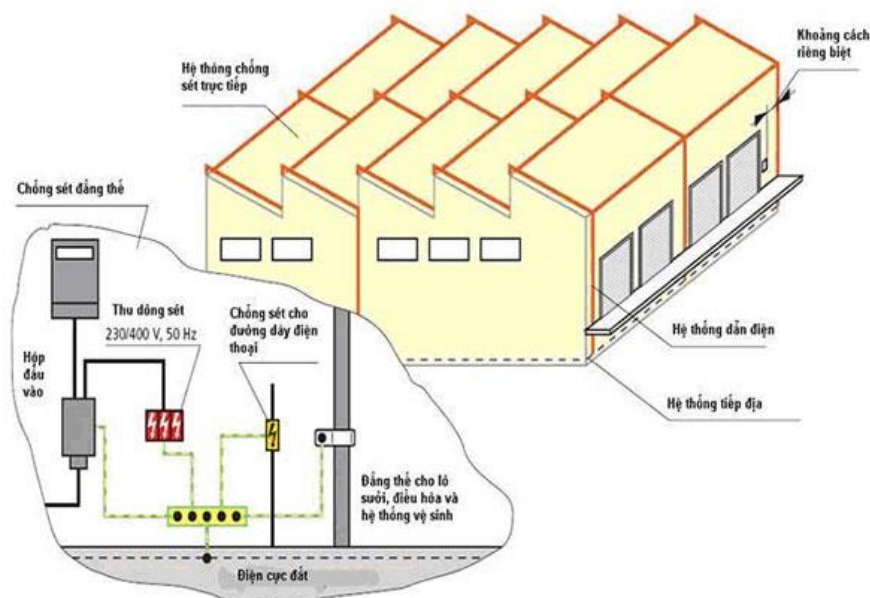 Khoảng cách
riêng biệt
Hệ thống chống
sét trực tiếp
Chống sét đẳng thế
Thu dông sét
230/400 V, 50 Hz
Chống sét cho
đường dây điện
thoại
Hộp
đấu
vào
Hệ thống dẫn điện
Hệ thống tiếp địa
Đẳng thế cho lò
sưởi, điều hòa và
hệ thống vệ sinh
Điện cực đất